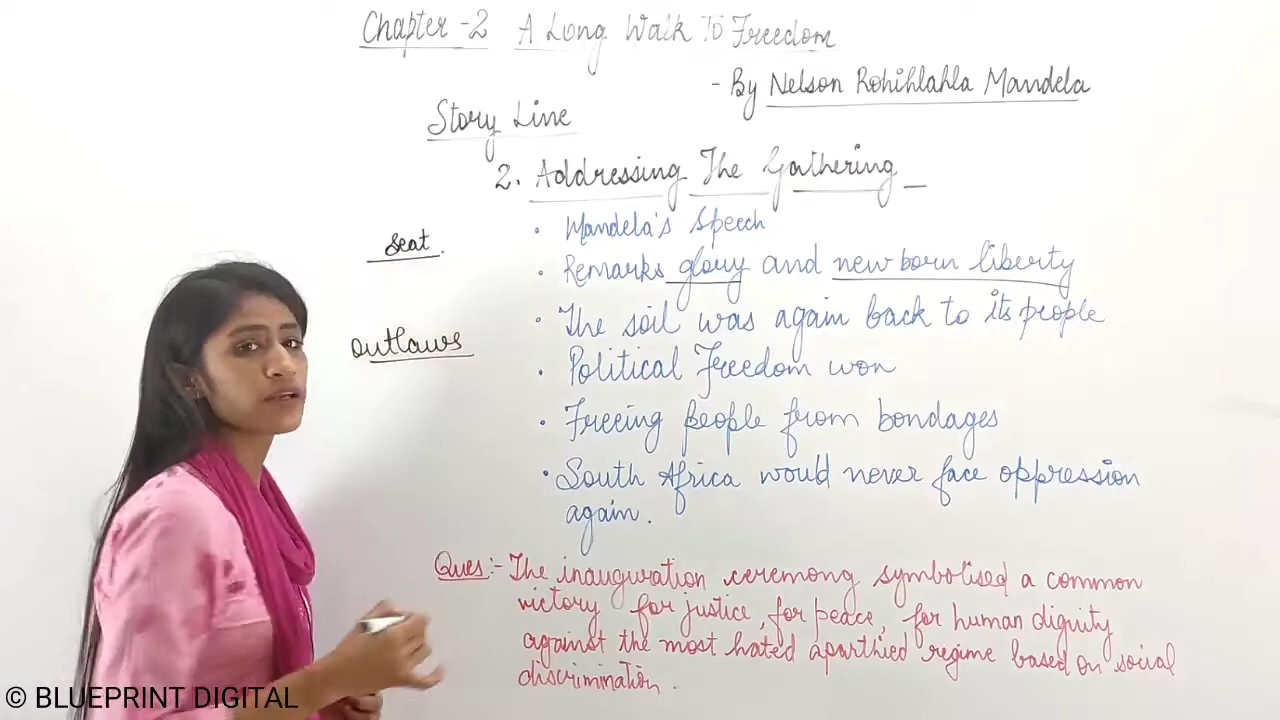 Chapter -2 A Long Walk To Freedom
- By Nelson Rohihlahla Mandela
Story Line
2. Addressing The Gathering
• Mandela's speech
seat.
• Remarks glory and new born liberty
• The soil was again back to its people
outlaws
• Political Freedom won
• Freeing people from bondages
• South Africa would never face oppression
again.
Ques:- The inauguration ceremony symbolised a common
victory for justice, for peace, for human dignity
against the most hated aparthied regime based on social
discrimination.
© BLUEPRINT DIGITAL